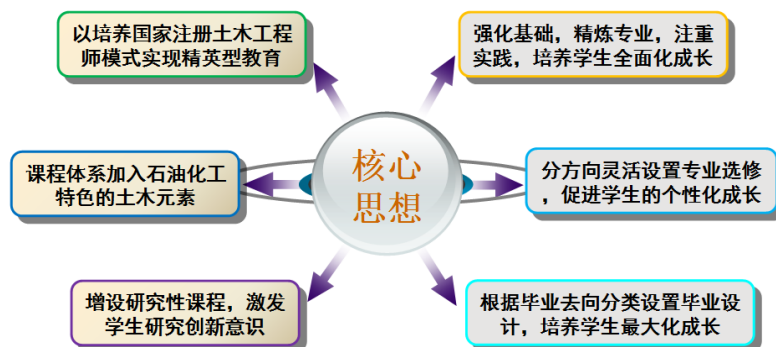 以培养国家注册土木工程
师模式实现精英型教育
强化基础，精炼专业，注重
实践，培养学生全面化成长
课程体系加入石油化工
特色的土木元素
核心
思想
分方向灵活设置专业选修
，促进学生的个性化成长
增设研究性课程，激发
学生研究创新意识
根据毕业去向分类设置毕业设
计，培养学生最大化成长